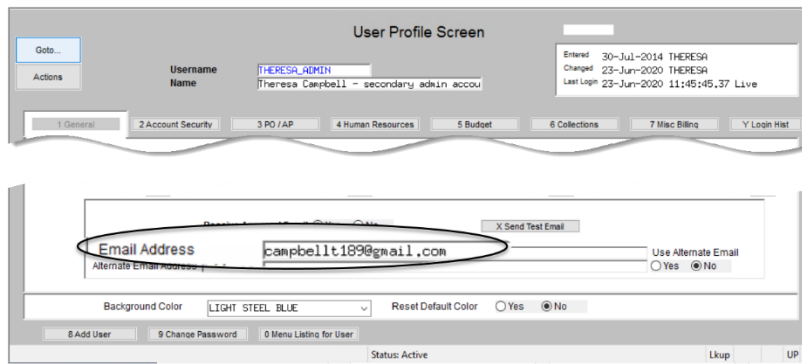 User Profile Screen
Goto...
Actions
Username THERESA_ADMIN
Name Theresa Campbell - secondary admin accou
Entered 30-Jul-2014 THERESA
Changed 23-Jun-2020 THERESA
Last Login 23-Jun-2020 11:45:45.37 Live
1 General 2 Account Security 3 PO / AP 4 Human Resources 5 Budget 6 Collections 7 Misc Billing Y Login Hist
X Send Test Email
Email Address campbellt189@gmail.com
Use Alternate Email
Alternate Email Address
Yes No
Background Color LIGHT STEEL BLUE Reset Default Color Yes No
8 Add User 9 Change Password 0 Menu Listing for User
Status: Active Lkup UP